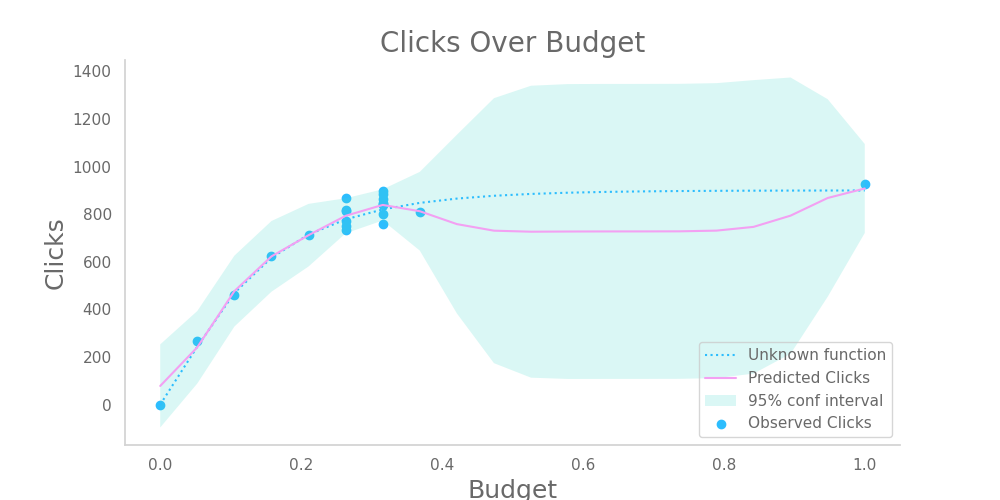 Clicks Over Budget
1400
1200
1000
800
600
400
200
0
Clicks
0.0 0.2 0.4 0.6 0.8 1.0
Budget
Unknown function
Predicted Clicks
95% conf interval
Observed Clicks